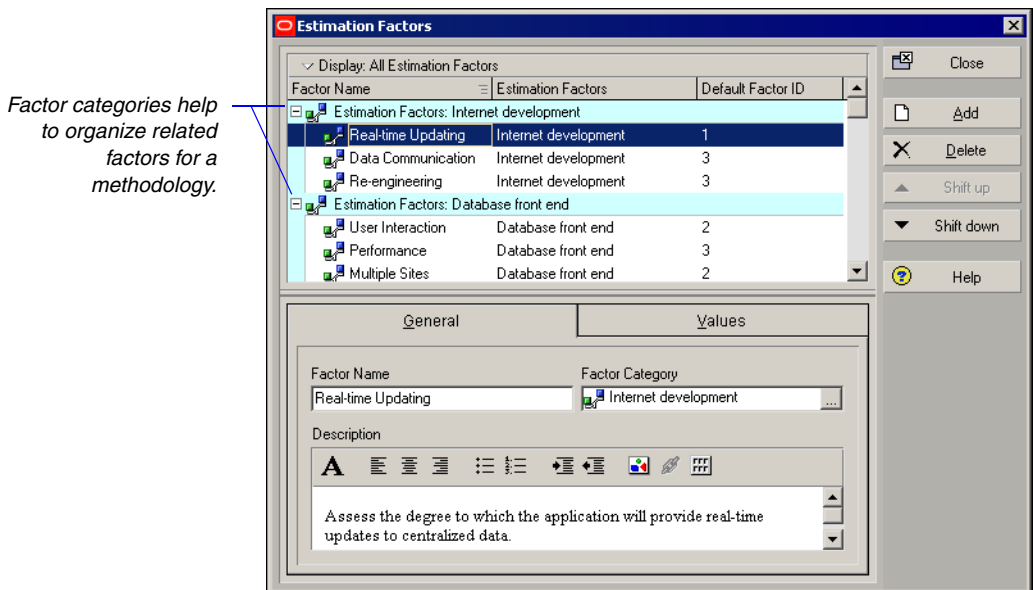 Factor categories help
to organize related
factors for a
methodology.
Estimation Factors
Display: All Estimation Factors
Factor Name Estimation Factors Default Factor ID
Estimation Factors: Internet development
Real-time Updating Internet development 1
Data Communication Internet development 3
Re-engineering Internet development 3
Estimation Factors: Database front end
User Interaction Database front end 2
Performance Database front end 3
Multiple Sites Database front end 2
Close
Add
Delete
Shift up
Shift down
Help
General Values
Factor Name Factor Category
Real-time Updating Internet development ...
Description
A
Assess the degree to which the application will provide real-time
updates to centralized data.